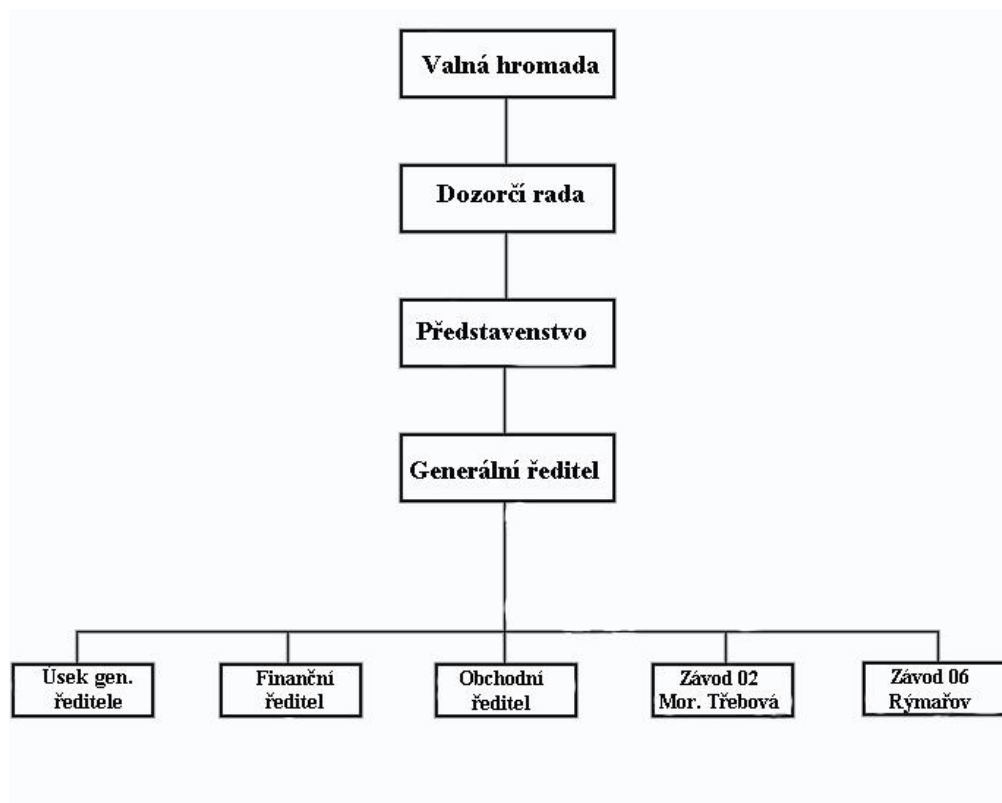 Valná hromada
Dozorčí rada
Představenstvo
Generální ředitel
Úsek gen.
ředitele
Finanční
ředitel
Obchodní
ředitel
Závod 02
Mor. Třebová
Závod 06
Rýmařov